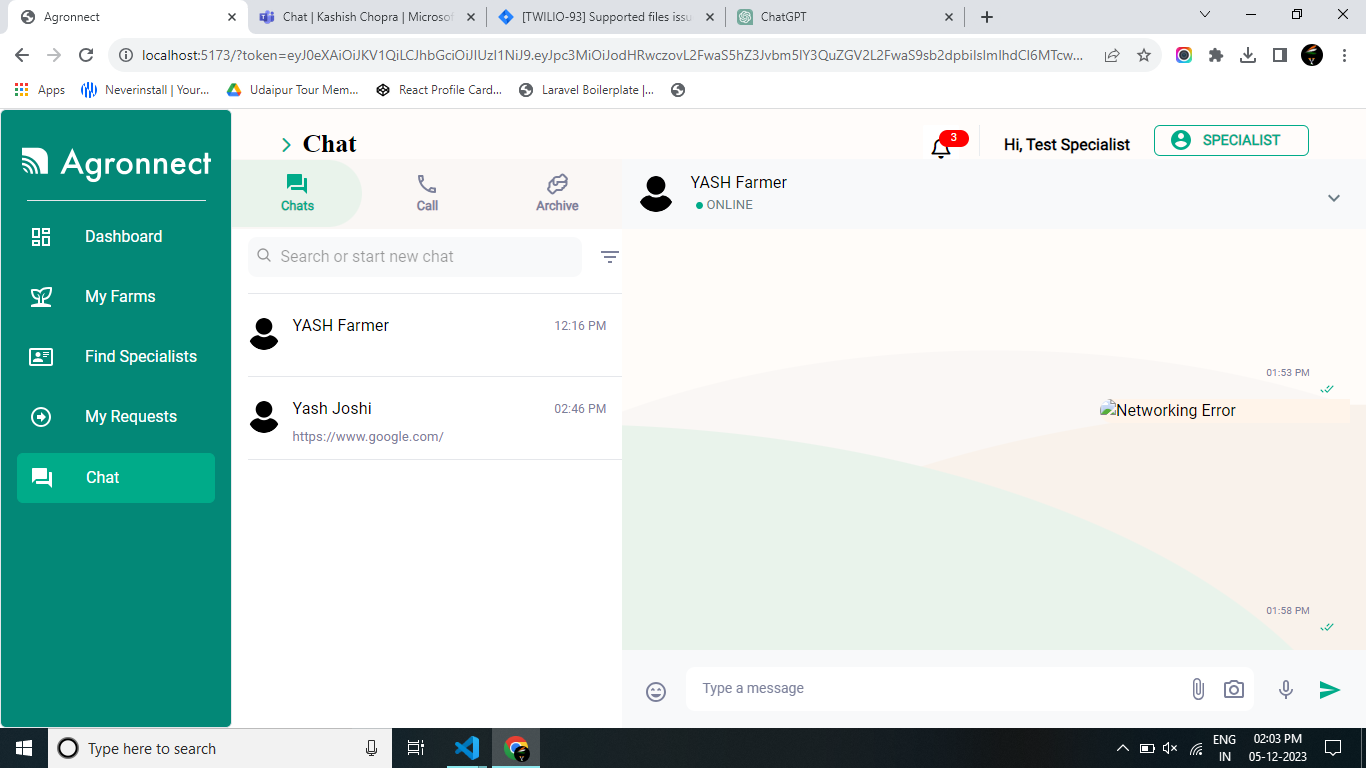 Agronnect
Chat | Kashish Chopra | Microsof
[TWILIO-93] Supported files issu
ChatGPT
localhost:5173/?token=eyJ0eXAiOiJKV1QiLCJhbGciOiJIUzI1NiJ9.eyJpc3MiOiJodHRwczovL2FwaS5hZ3Jvbm5lY3QuZGV2L2FwaS9sb2dpbiIsImlhdCI6MTcw...
Apps
Neverinstall | Your...
Udaipur Tour Mem...
React Profile Card...
Laravel Boilerplate |...
Agronnect
Dashboard
My Farms
Find Specialists
My Requests
Chat
Chat
3
Hi, Test Specialist
SPECIALIST
Chats
Call
Archive
Search or start new chat
YASH Farmer
12:16 PM
Yash Joshi
02:46 PM
https://www.google.com/
YASH Farmer
ONLINE
01:53 PM
Networking Error
01:58 PM
Type a message
Type here to search
ENG
IN
02:03 PM
05-12-2023